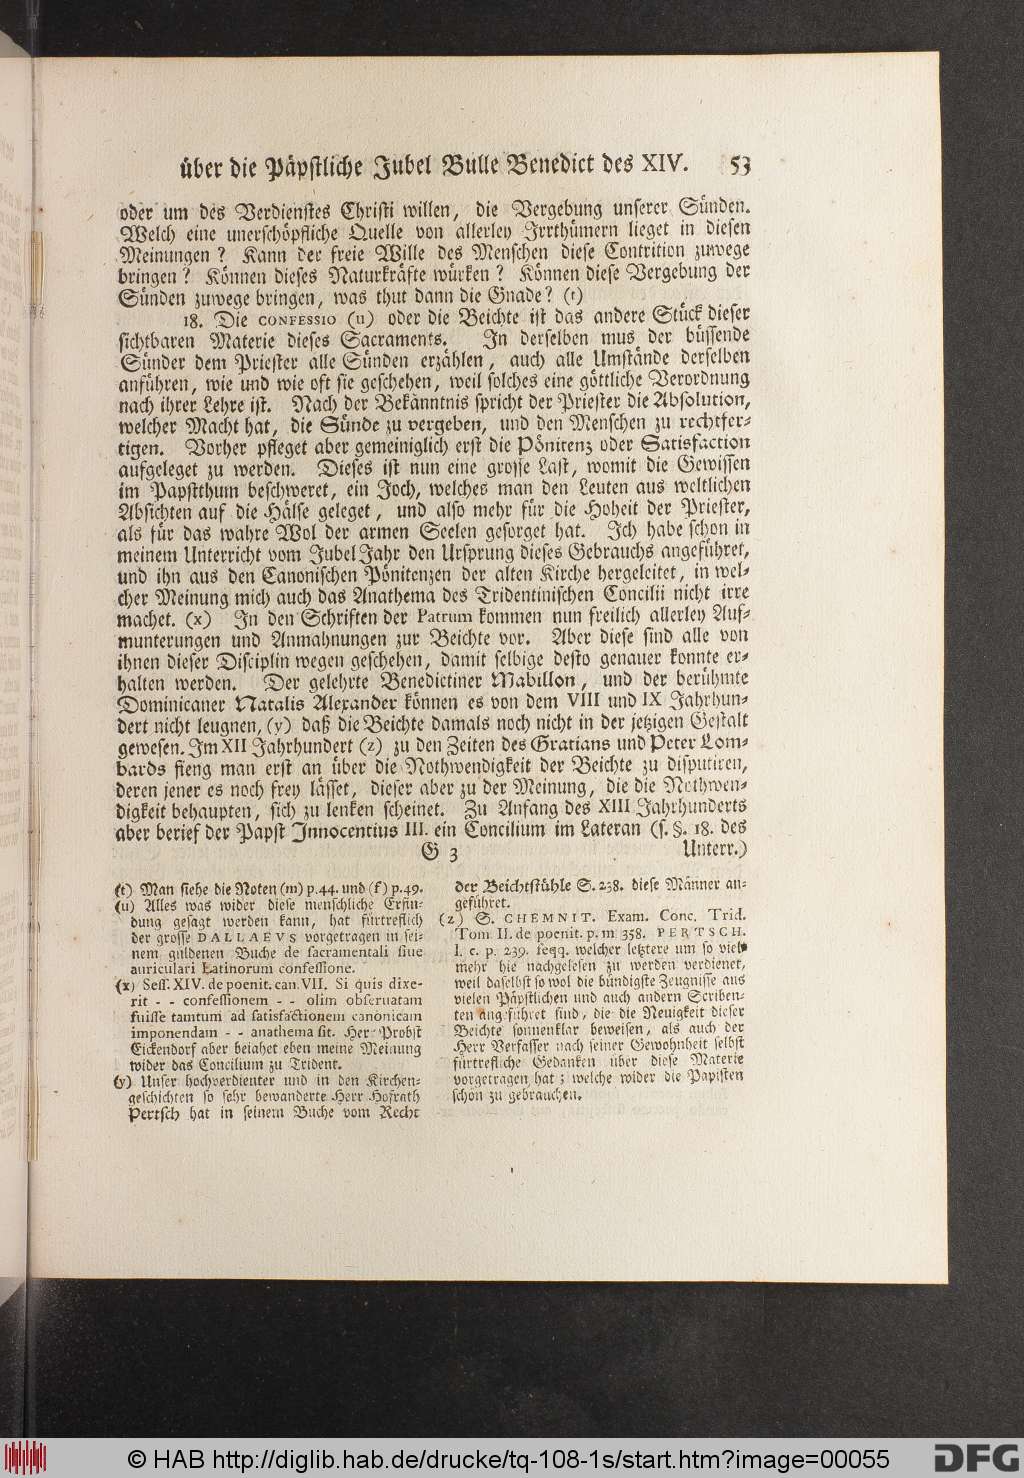 über die Päpstliche Jubel Bulle Benedict des XIV. 53
oder um des Verdienstes Christi willen, die Vergebung unserer Sünden.
Welch eine unerschöpfliche Quelle von allerley Irrthümern lieget in diesen
Meinungen? Kann der freie Wille des Menschen diese Contrition zuwege
bringen? Können dieses Naturkräfte würken? Können diese Vergebung der
Sünden zuwege bringen, was thut dann die Gnade? (t)
18. Die CONFESSIO (u) oder die Beichte ist das andere Stück dieser
sichtbaren Materie dieses Sacraments. In derselben mus der büssende
Sünder dem Priester alle Sünden erzählen, auch alle Umstände derselben
anführen, wie und wie oft sie geschehen, weil solches eine göttliche Verordnung
nach ihrer Lehre ist. Nach der Bekänntnis spricht der Priester die Absolution,
welcher Macht hat, die Sünde zu vergeben, und den Menschen zu rechtfer-
tigen. Vorher pfleget aber gemeiniglich erst die Pönitenz oder Satisfaction
aufgeleget zu werden. Dieses ist nun eine grosse Last, womit die Gewissen
im Papstthum beschweret, ein Joch, welches man den Leuten aus weltlichen
Absichten auf die Hälse geleget, und also mehr für die Hoheit der Priester,
als für das wahre Wol der armen Seelen gesorget hat. Ich habe schon in
meinem Unterricht vom Jubel Jahr den Ursprung dieses Gebrauchs angeführet,
und ihn aus den Canonischen Pönitenzen der alten Kirche hergeleitet, in wel-
cher Meinung mich auch das Anathema des Tridentinischen Concilii nicht irre
machet. (x) In den Schriften der Patrum kommen nun freilich allerley Auf-
munterungen und Anmahnungen zur Beichte vor. Aber diese sind alle von
ihnen dieser Disciplin wegen geschehen, damit selbige desto genauer konnte er-
halten werden. Der gelehrte Benedictiner Mabillon, und der berühmte
Dominicaner Natalis Alexander können es von dem VIII und IX Jahrhun-
dert nicht leugnen, (y) daß die Beichte damals noch nicht in der jetzigen Gestalt
gewesen. Im XII Jahrhundert (z) zu den Zeiten des Gratians und Peter Lom-
bards fieng man erst an über die Nothwendigkeit der Beichte zu disputiren,
deren jener es noch frey lässet, dieser aber zu der Meinung, die die Nothwen-
digkeit behaupten, sich zu lenken scheinet. Zu Anfang des XIII Jahrhunderts
aber berief der Papst Innocentius III. ein Concilium im Lateran (s. §. 18. des
G 3 Unterr.)
(t) Man siehe die Noten (m) p. 44. und (f) p. 49.
(u) Alles was wider diese menschliche Erfin-
dung gesagt werden kann, hat fürtreflich
der grosse DALLAEVS vorgetragen in sei-
nem guldenen Buche de sacramentali siue
auriculari Latinorum confessione.
(x) Sess. XIV. de poenit. can. VII. Si quis dixe-
rit - - confessionem - - olim obseruatam
fuisse tamtum ad satisfactionem canonicam
imponendam - - anathema sit. Her Probst
Eickendorf aber beiahet eben meine Meinung
wider das Concilium zu Trident.
(y) Unser hochverdienter und in den Kirchen-
geschichten so sehr bewanderte Herr Hofrath
Pertsch hat in seinem Buche vom Recht
der Beichtstühle S. 238. diese Männer an-
geführet.
(z) S. CHEMNIT. Exam. Conc. Trid.
Tom II. de poenit. p. m 358. PERTSCH.
l. c. p. 239. seqq. welcher letztere um so viel
mehr hie nachgelesen zu werden verdienet,
weil daselbst so wol die bündigste Zeugnisse aus
vielen Päpstlichen und auch andern Scriben-
ten angeführet sind, die die Neuigkeit dieser
Beichte sonnenklar beweisen, als auch der
Herr Verfasser nach seiner Gewohnheit selbst
fürtrefliche Gedanken über diese Materie
vorgetragen hat; welche wider die Papisten
schön zu gebrauchen.
© HAB http://diglib.hab.de/drucke/tq-108-1s/start.htm?image=00055
DFG